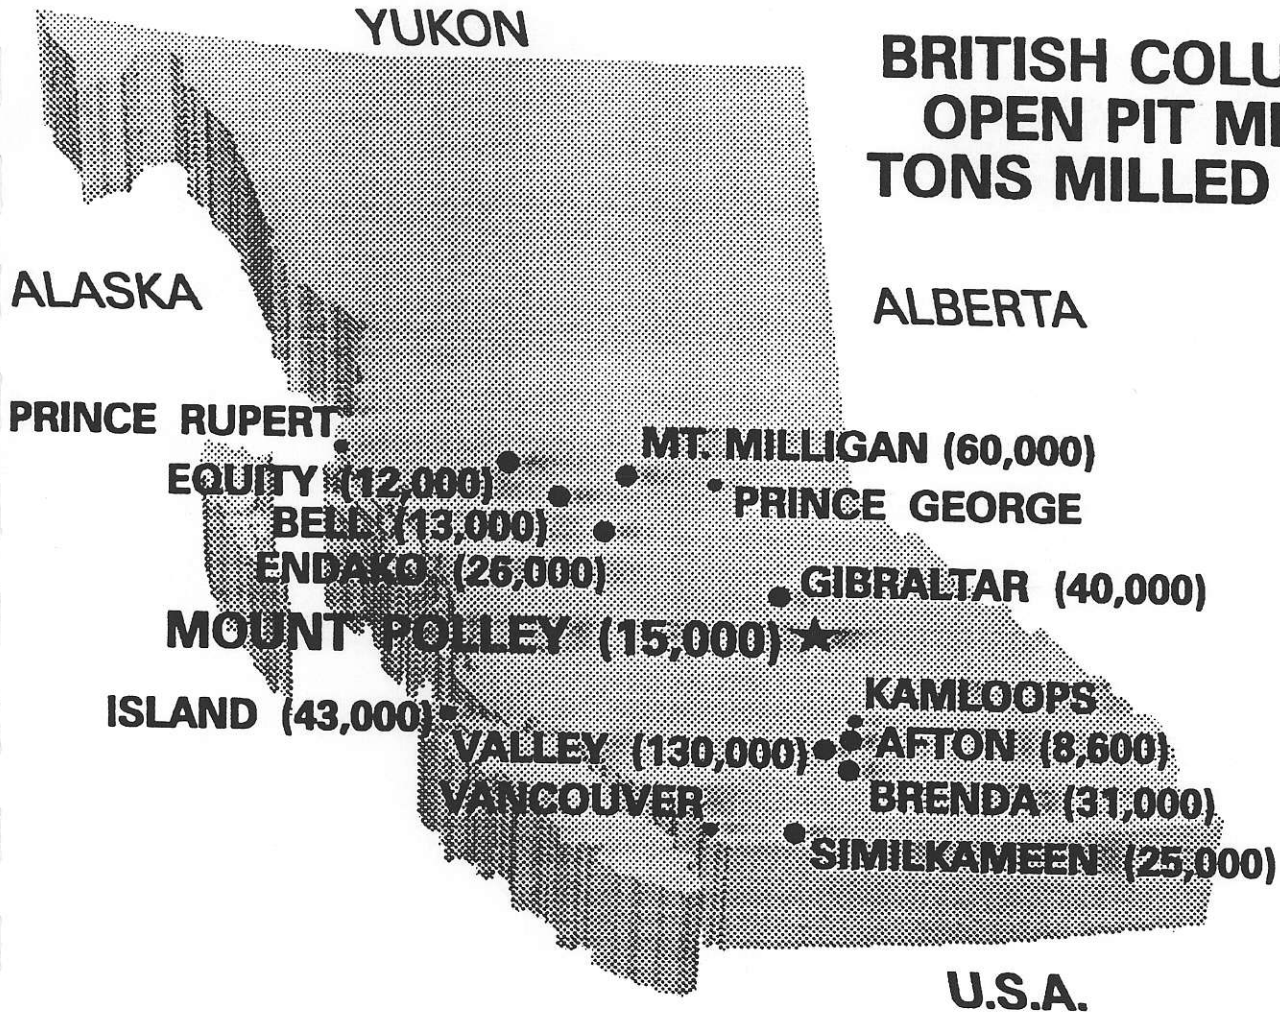 YUKON
BRITISH COLU
OPEN PIT MI
TONS MILLED
ALASKA
ALBERTA
PRINCE RUPERT
MT. MILLIGAN (60,000)
EQUITY (12,000)
PRINCE GEORGE
BELL (13,000)
ENDAKO (26,000)
GIBRALTAR (40,000)
MOUNT POLLEY (15,000)
KAMLOOPS
ISLAND (43,000)
VALLEY (130,000)
AFTON (8,600)
VANCOUVER
BRENDA (31,000)
SIMILKAMEEN (25,000)
U.S.A.